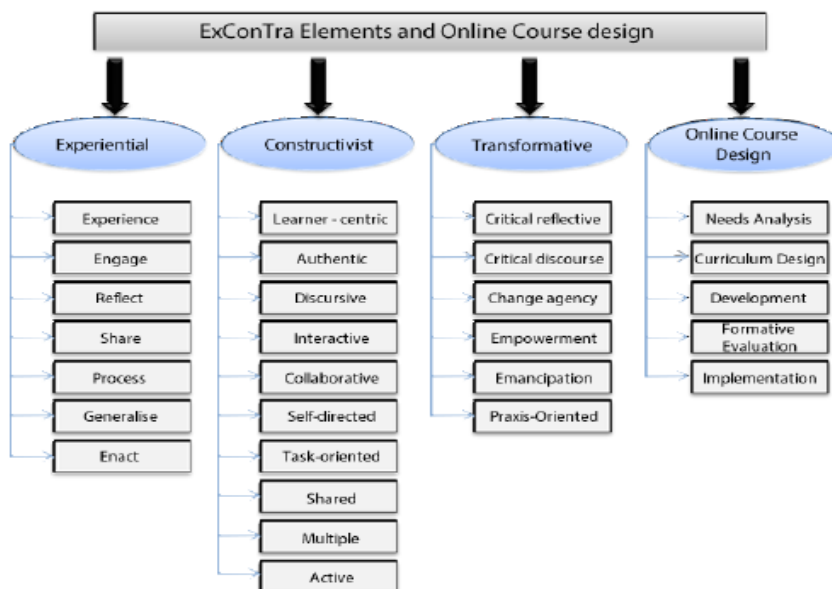 ExConTra Elements and Online Course design
Experiential
Experience
Engage
Reflect
Share
Process
Generalise
Enact
Constructivist
Learner - centric
Authentic
Discursive
Interactive
Collaborative
Self-directed
Task-oriented
Shared
Multiple
Active
Transformative
Critical reflective
Critical discourse
Change agency
Empowerment
Emancipation
Praxis-Oriented
Online Course
Design
Needs Analysis
Curriculum Design
Development
Formative
Evaluation
Implementation